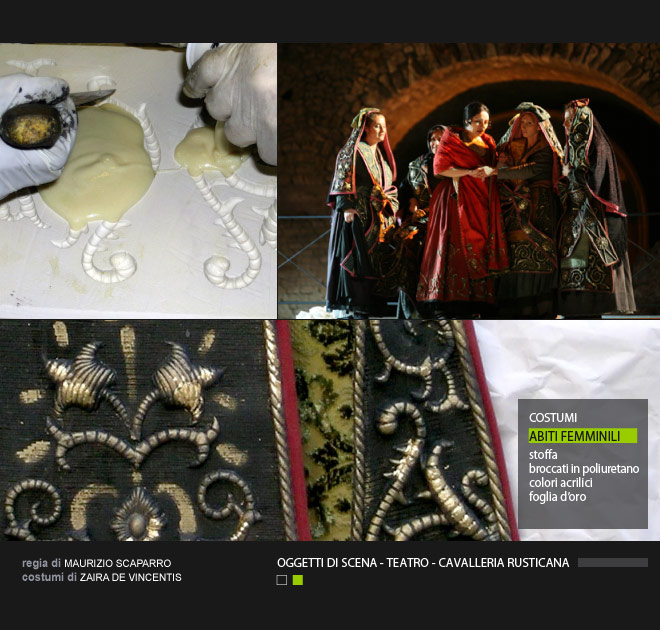 COSTUMI
ABITI FEMMINILI
stoffa
broccati in poliuretano
colori acrilici
foglia d'oro
regia di MAURIZIO SCAPARRO
costumi di ZAIRA DE VINCENTIS
OGGETTI DI SCENA - TEATRO - CAVALLERIA RUSTICANA